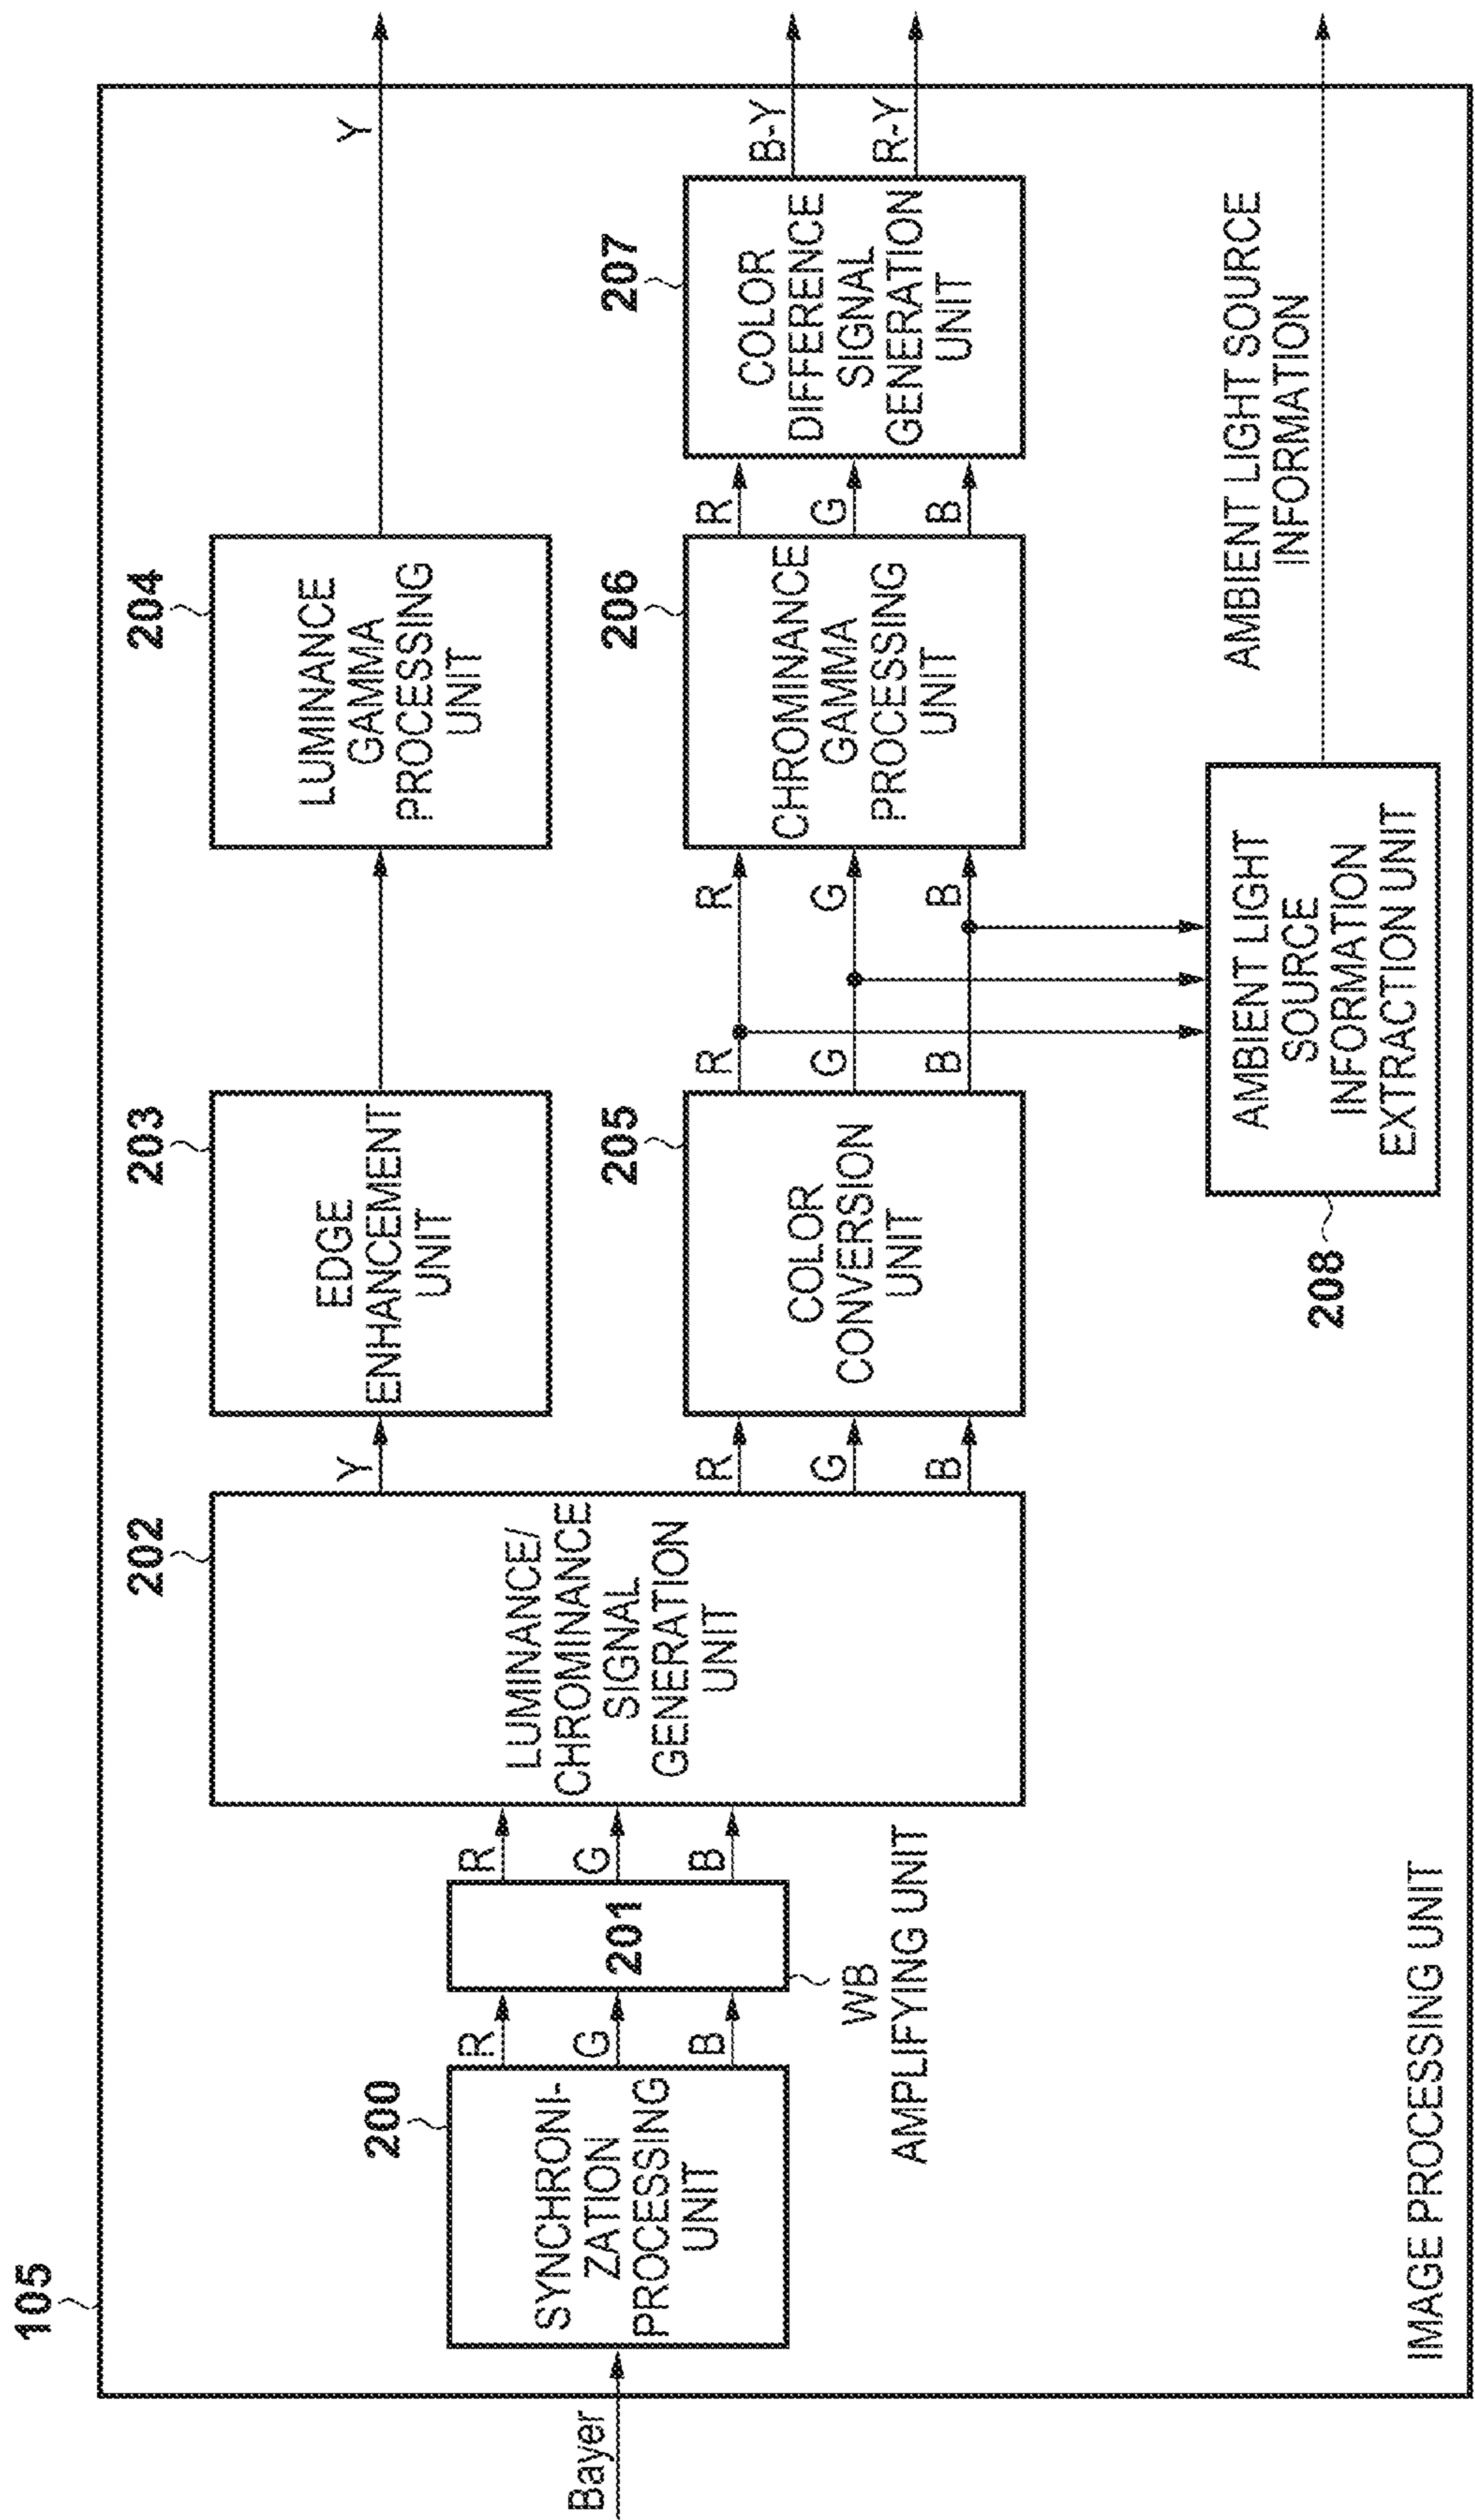 105
Bayer
200
SYNCHRONI-
ZATION
PROCESSING
UNIT
R
G
B
201
WB
AMPLIFYING UNIT
R
G
B
202
LUMINANCE/
CHROMINANCE
SIGNAL
GENERATION
UNIT
Y
203
EDGE
ENHANCEMENT
UNIT
204
LUMINANCE
GAMMA
PROCESSING
UNIT
Y
R
G
B
205
COLOR
CONVERSION
UNIT
R
G
B
R
G
B
206
CHROMINANCE
GAMMA
PROCESSING
UNIT
R
G
B
207
COLOR
DIFFERENCE
SIGNAL
GENERATION
UNIT
B-Y
R-Y
208
AMBIENT LIGHT
SOURCE
INFORMATION
EXTRACTION UNIT
AMBIENT LIGHT SOURCE
INFORMATION
IMAGE PROCESSING UNIT